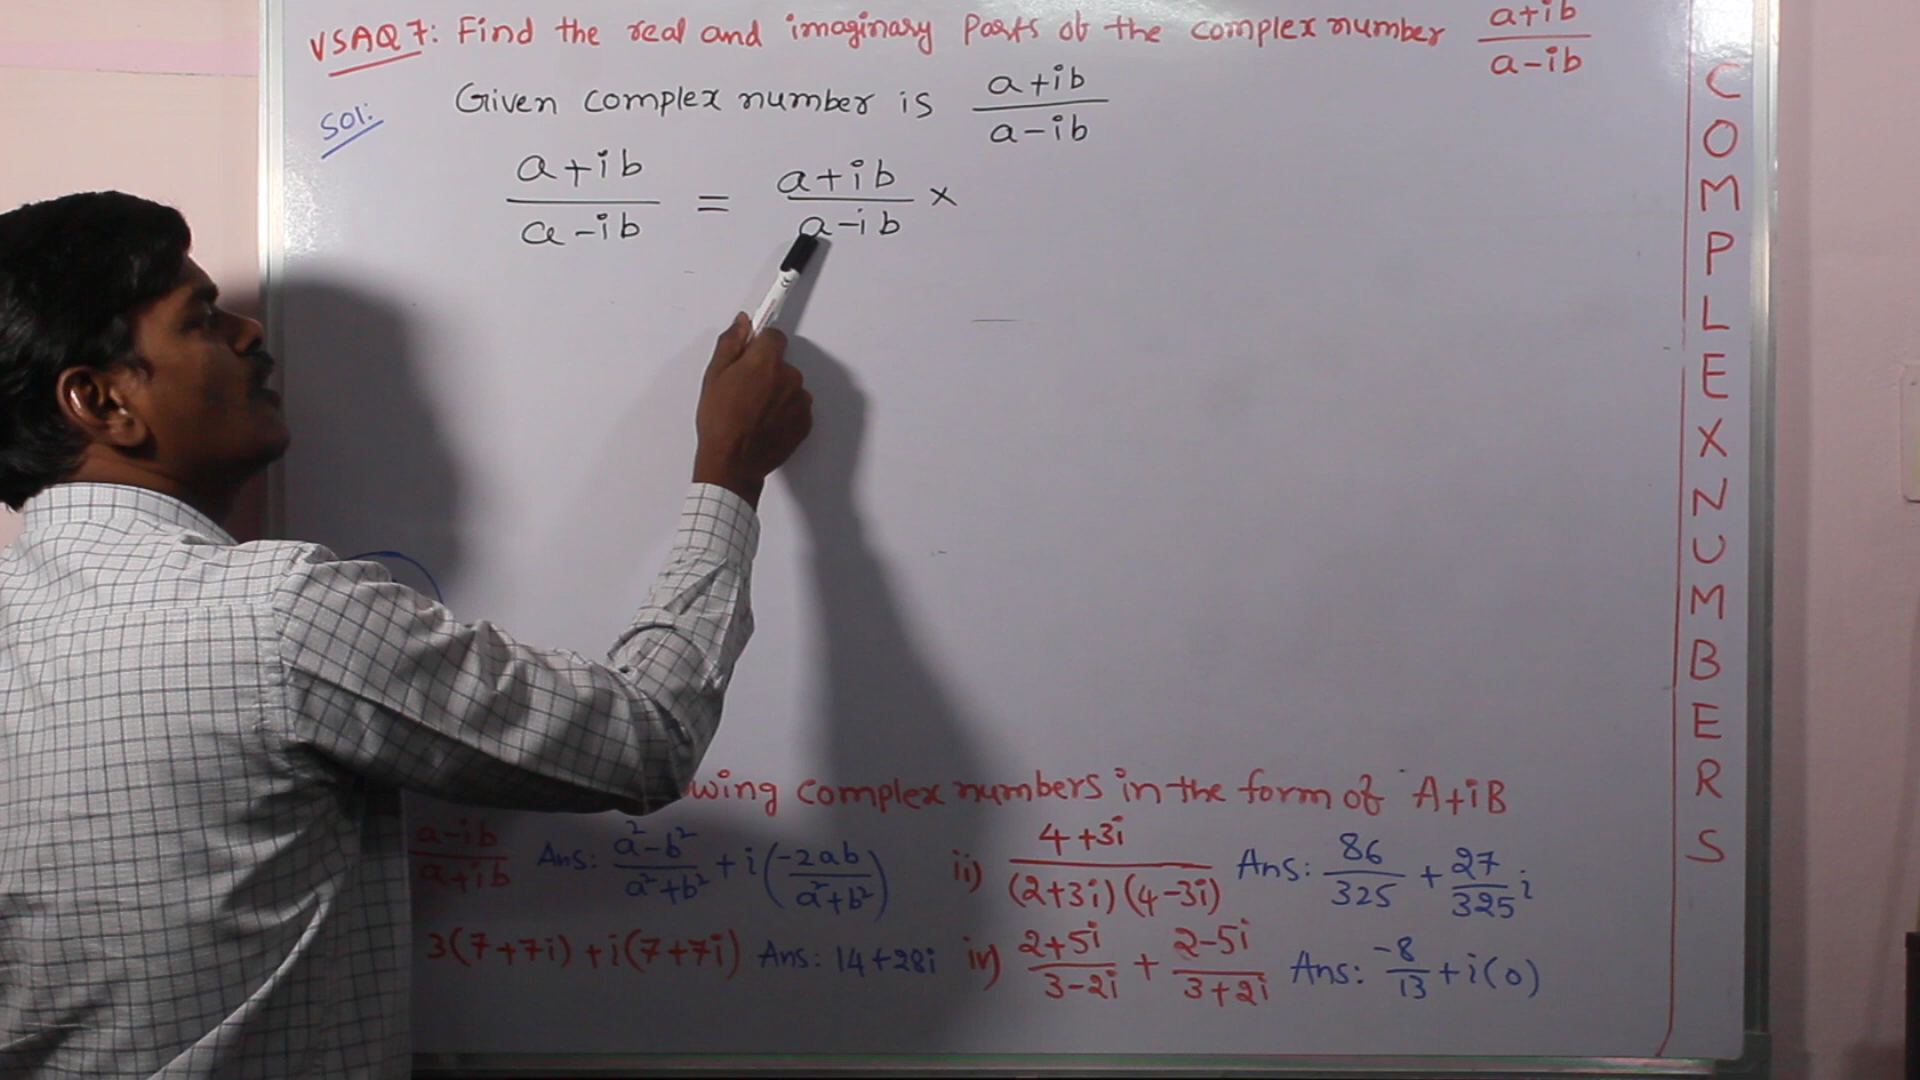 VSAQ 7: Find the real and imaginary parts of the complex number (a+ib)/(a-ib)
Sol: Given complex number is (a+ib)/(a-ib)
(a+ib)/(a-ib) = (a+ib)/(a-ib) ×
complex numbers in the form of A+iB
(a-ib)/(a+ib) Ans: (a²-b²)/(a²+b²) + i(-2ab/(a²+b²)) ii) (4+3i)/((2+3i)(4-3i)) Ans: 86/325 + 27/325 i
3(7+7i)+i(7+7i) Ans: 14+28i iv) (2+5i)/(3-2i) + (2-5i)/(3+2i) Ans: -8/13 + i(0)
COMPLEX NUMBERS